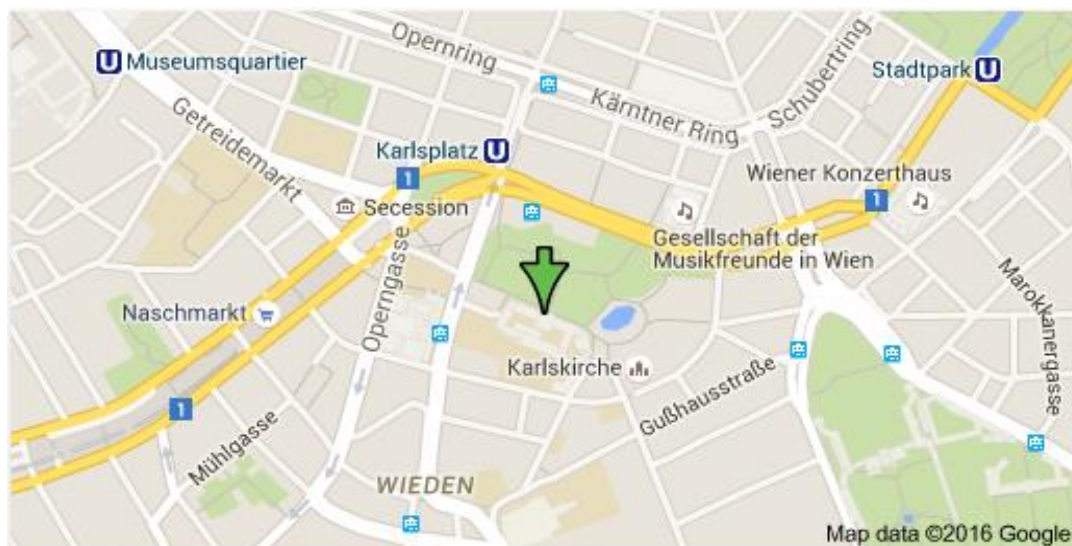 Opernring
Museumsquartier
Stadtpark
Schubertring
Kärntner Ring
Getreidemarkt
Karlsplatz
1
Wiener Konzerthaus
1
Secession
Gesellschaft der
Musikfreunde in Wien
Operngasse
Marokkanergasse
Naschmarkt
Karlskirche
Gußhausstraße
1
Mühlgasse
WIEDEN
Map data ©2016 Google
U
U
U